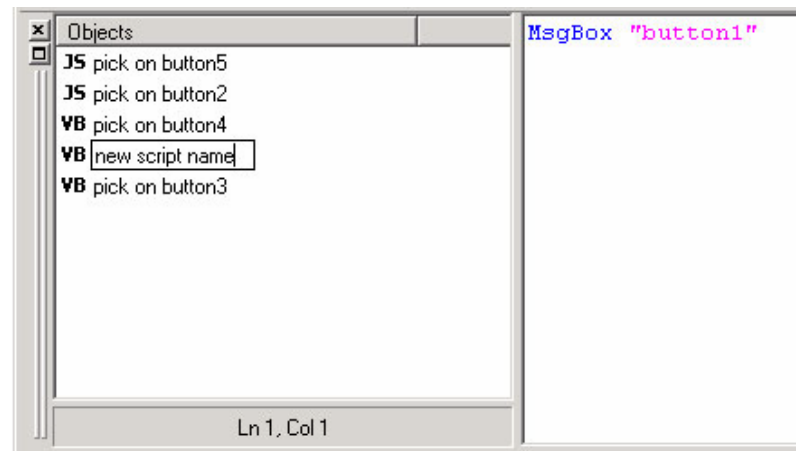 Objects
JS pick on button5
JS pick on button2
VB pick on button4
VB new script name
VB pick on button3
Ln 1, Col 1
MsgBox "button1"